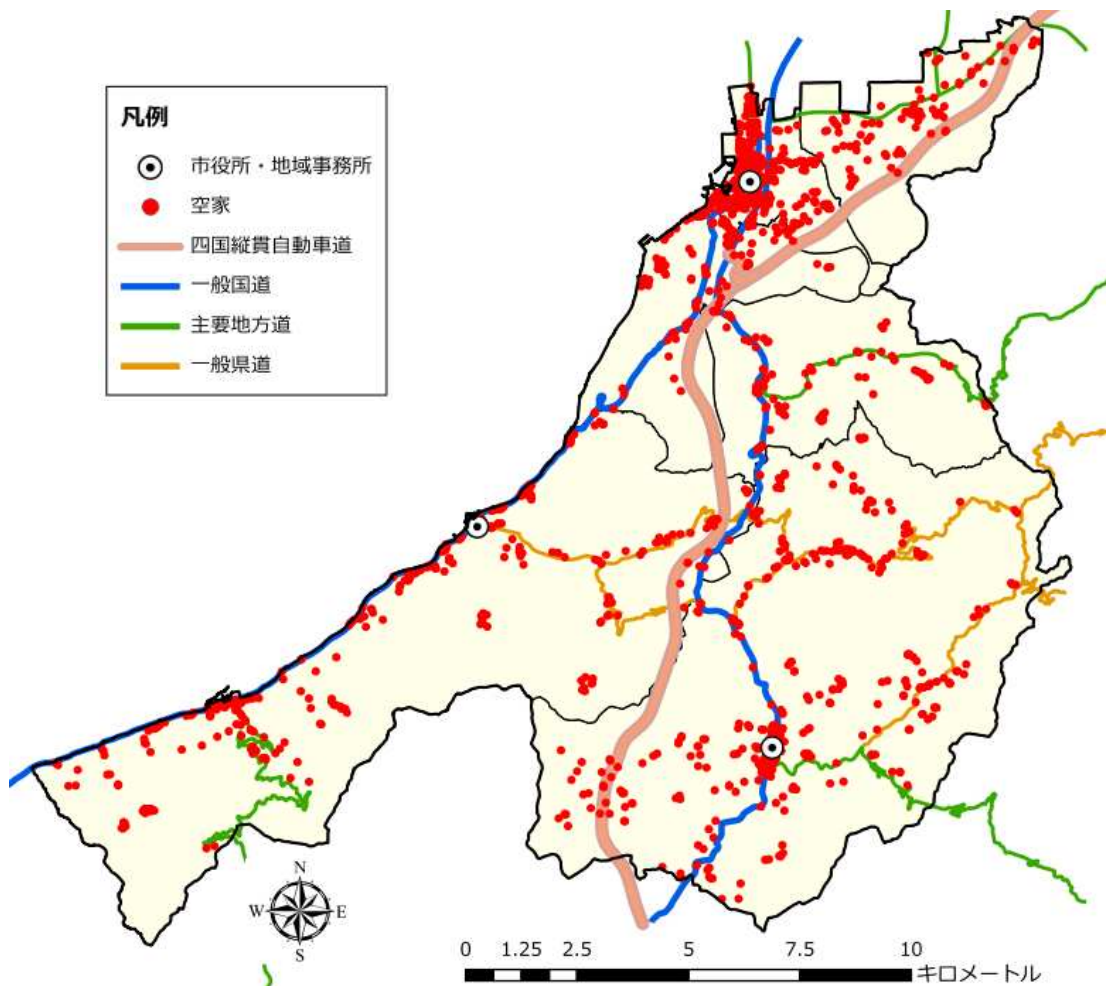 凡例
市役所・地域事務所
空家
四国縦貫自動車道
一般国道
主要地方道
一般県道
N
W E
S
0 1.25 2.5 5 7.5 10
キロメートル